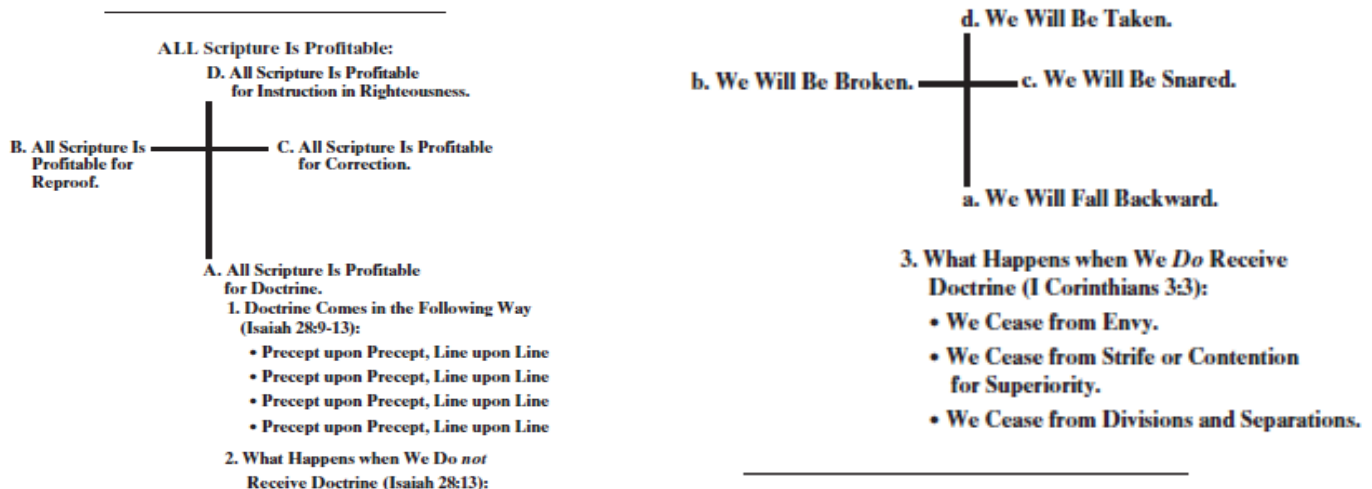 ALL Scripture Is Profitable:
D. All Scripture Is Profitable
for Instruction in Righteousness.
B. All Scripture Is
Profitable for
Reproof.
C. All Scripture Is Profitable
for Correction.
A. All Scripture Is Profitable
for Doctrine.
1. Doctrine Comes in the Following Way
(Isaiah 28:9-13):
• Precept upon Precept, Line upon Line
• Precept upon Precept, Line upon Line
• Precept upon Precept, Line upon Line
• Precept upon Precept, Line upon Line
2. What Happens when We Do not
Receive Doctrine (Isaiah 28:13):
d. We Will Be Taken.
b. We Will Be Broken.
c. We Will Be Snared.
a. We Will Fall Backward.
3. What Happens when We Do Receive
Doctrine (I Corinthians 3:3):
• We Cease from Envy.
• We Cease from Strife or Contention
for Superiority.
• We Cease from Divisions and Separations.